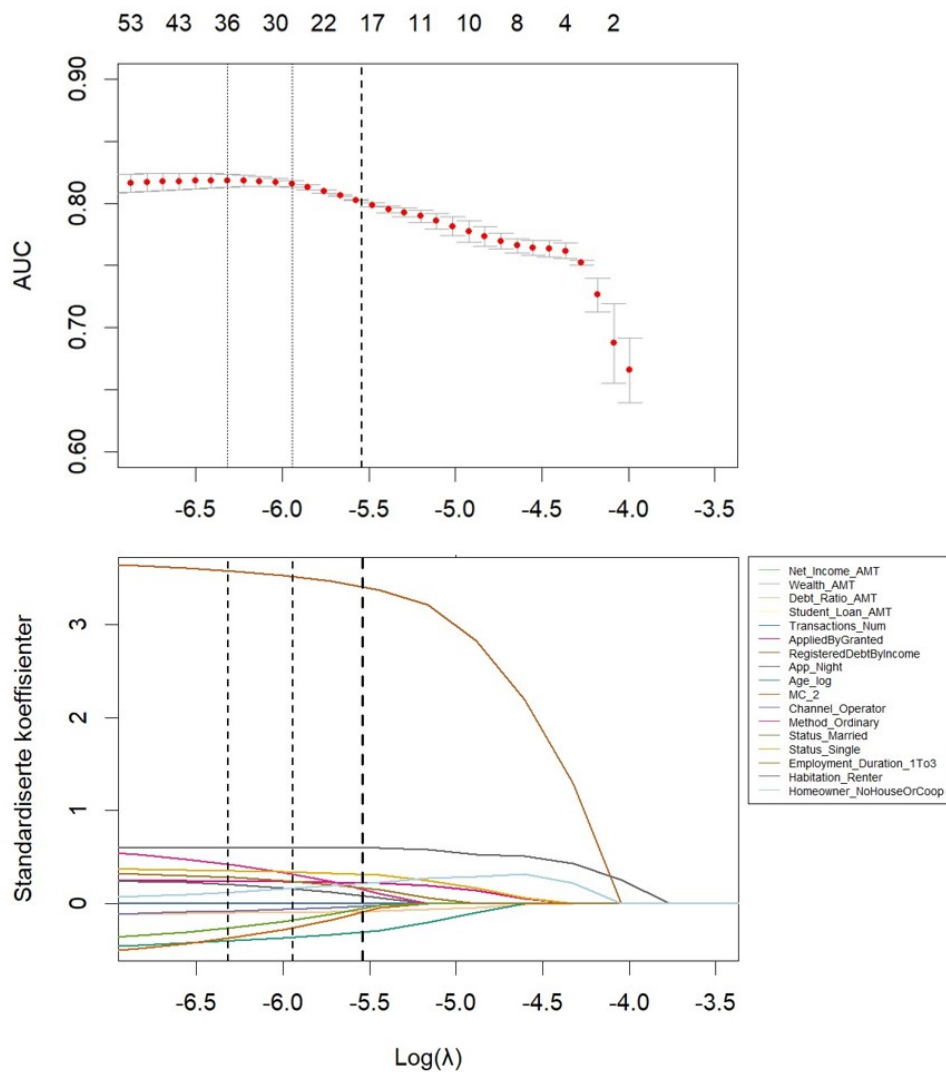 53 43 36 30 22 17 11 10 8 4 2
AUC
0.90
0.80
0.70
0.60
-6.5 -6.0 -5.5 -5.0 -4.5 -4.0 -3.5
Standardiserte koeffisienter
3
2
1
0
-6.5 -6.0 -5.5 -5.0 -4.5 -4.0 -3.5
Log(λ)
Net_Income_AMT
Wealth_AMT
Debt_Ratio_AMT
Student_Loan_AMT
Transactions_Num
AppliedByGranted
RegisteredDebtByIncome
App_Night
Age_log
MC_2
Channel_Operator
Method_Ordinary
Status_Married
Status_Single
Employment_Duration_1To3
Habitation_Renter
Homeowner_NoHouseOrCoop